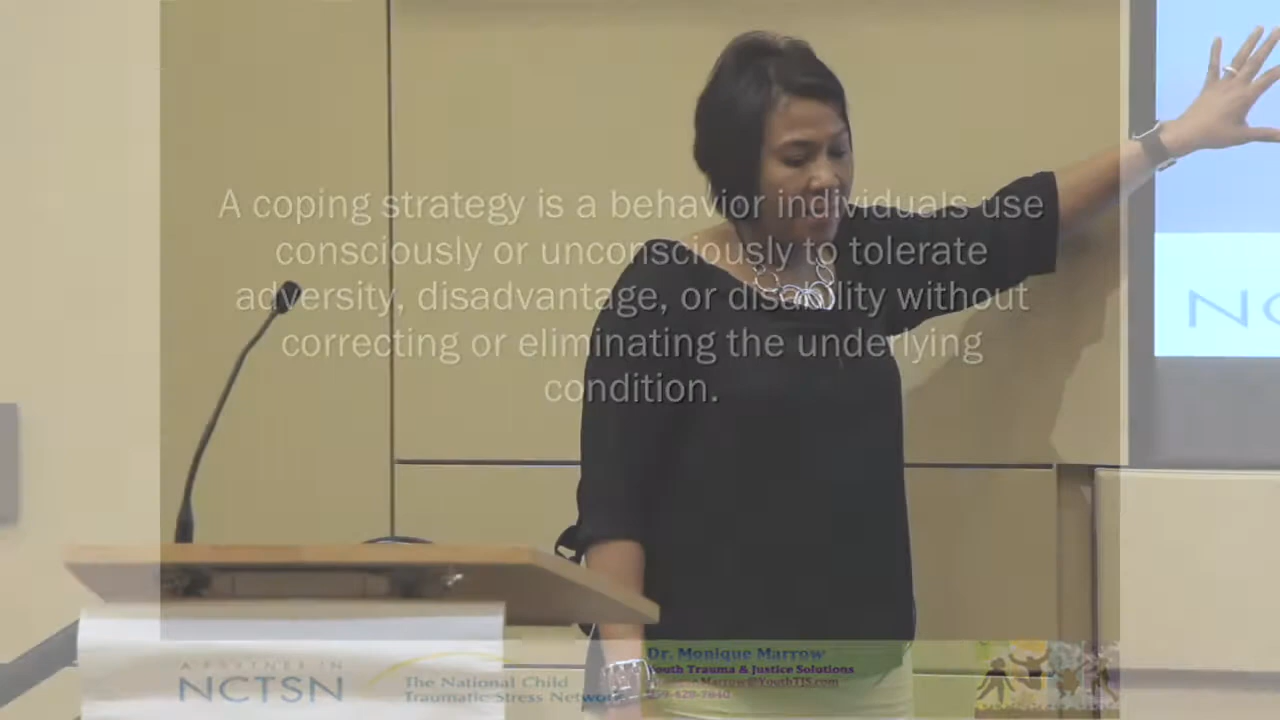 A coping strategy is a behavior individuals use
consciously or unconsciously to tolerate
adversity, disadvantage, or disability without
correcting or eliminating the underlying
condition.
NC
A PARTNER IN
NCTSN
The National Child
Traumatic Stress Network
Dr. Monique Marrow
Youth Trauma & Justice Solutions